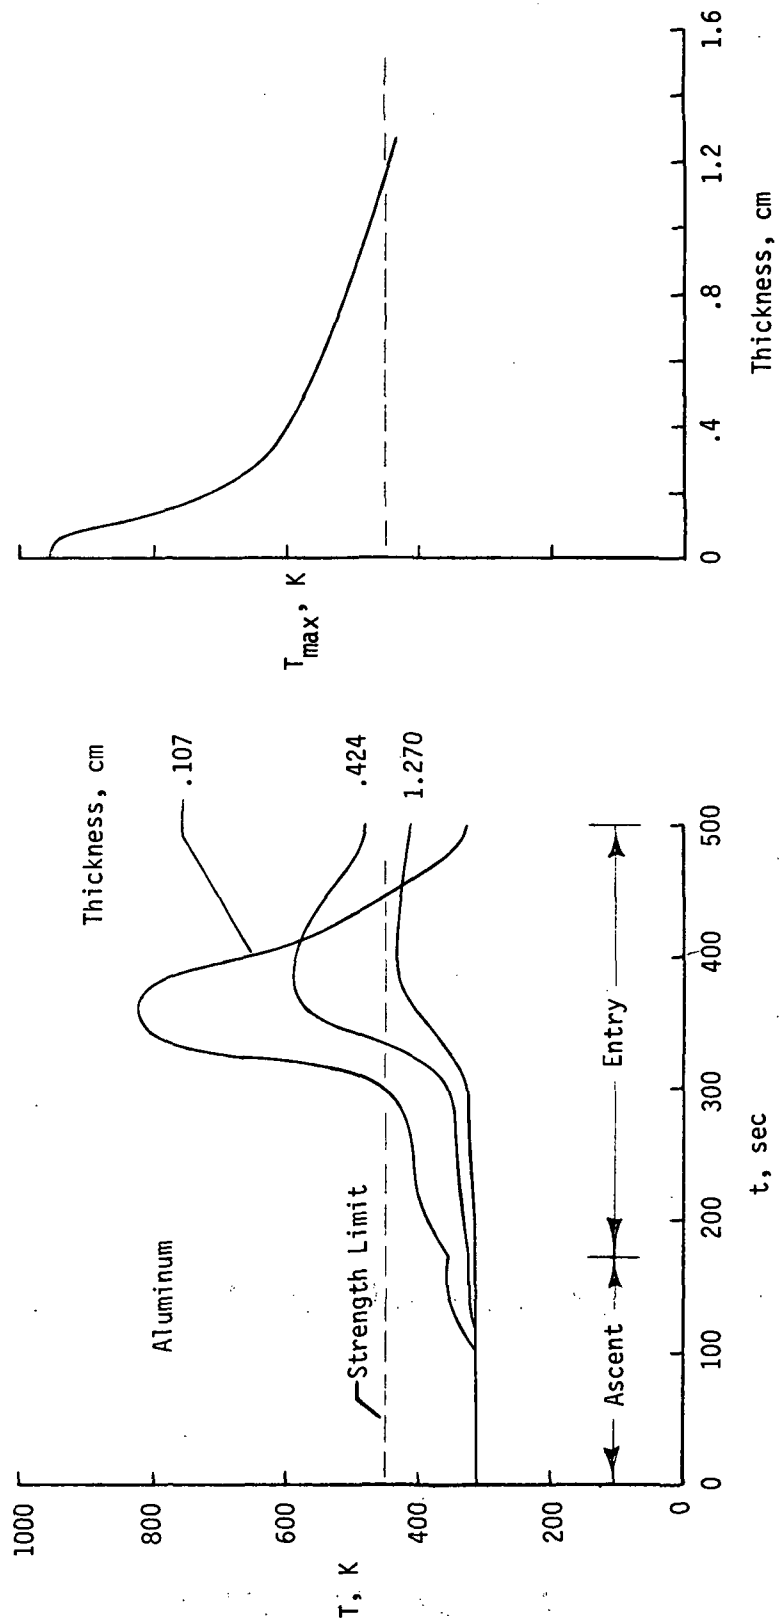 1000
800
600
400
200
0
T, K
Aluminum
Strength Limit
Thickness, cm
.107
.424
1.270
Ascent
Entry
0
100
200
300
400
500
t, sec
T_max, K
0
.4
.8
1.2
1.6
Thickness, cm